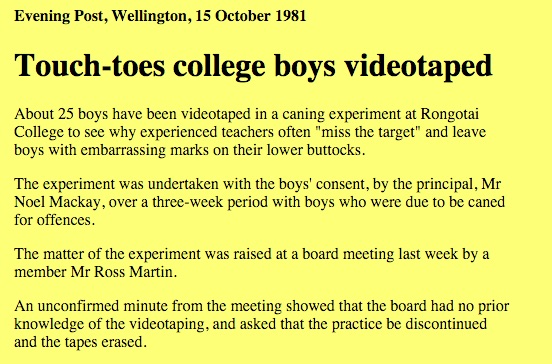 Evening Post, Wellington, 15 October 1981
Touch-toes college boys videotaped
About 25 boys have been videotaped in a caning experiment at Rongotai
College to see why experienced teachers often "miss the target" and leave
boys with embarrassing marks on their lower buttocks.
The experiment was undertaken with the boys' consent, by the principal, Mr
Noel Mackay, over a three-week period with boys who were due to be caned
for offences.
The matter of the experiment was raised at a board meeting last week by a
member Mr Ross Martin.
An unconfirmed minute from the meeting showed that the board had no prior
knowledge of the videotaping, and asked that the practice be discontinued
and the tapes erased.